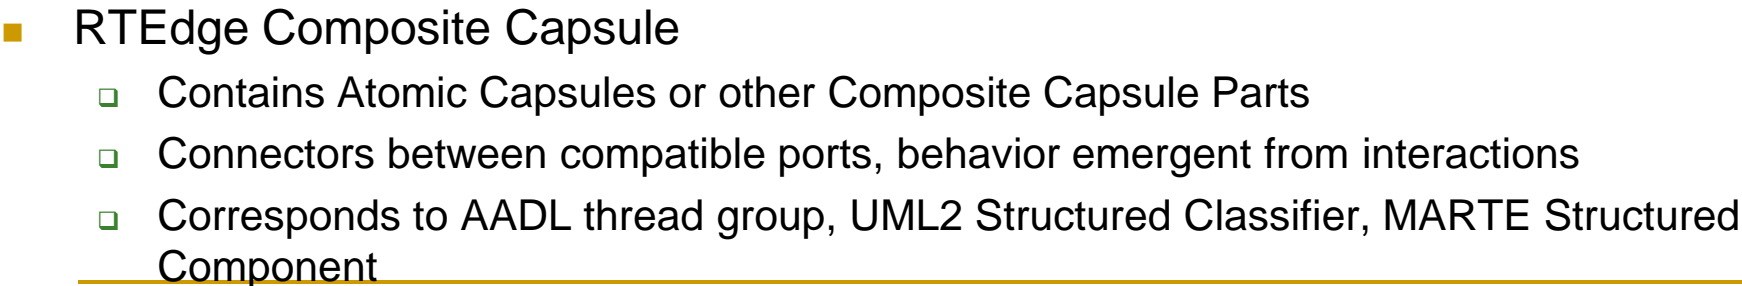 RTEdge Composite Capsule
Contains Atomic Capsules or other Composite Capsule Parts
Connectors between compatible ports, behavior emergent from interactions
Corresponds to AADL thread group, UML2 Structured Classifier, MARTE Structured
Component